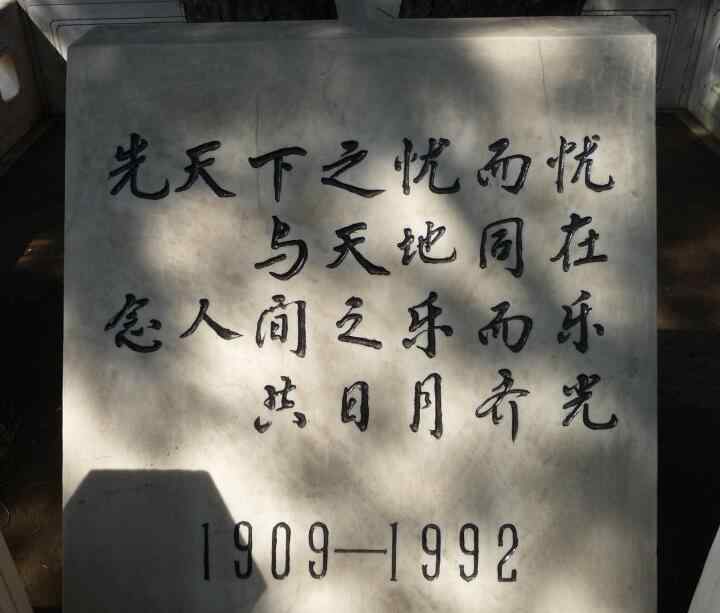 先天下之忧而忧
与天地同在
念人间之乐而乐
共日月齐光
1909—1992